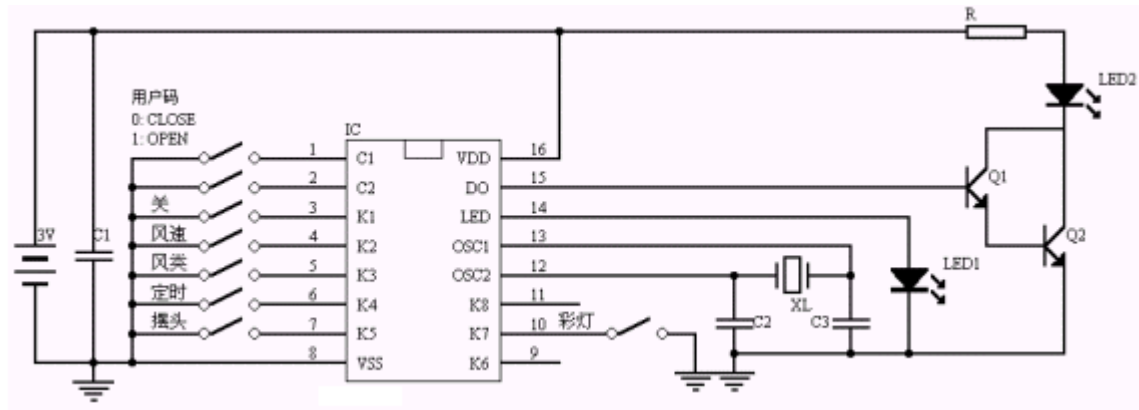 R
LED2
用户码
0: CLOSE
1: OPEN
IC
1 C1 VDD 16
2 C2 DO 15
Q1
关 3 K1 LED 14
3V C1 风速 4 K2 OSC1 13
Q2
风类 5 K3 OSC2 12
LED1
定时 6 K4 K8 11
XL
摆头 7 K5 K7 10 彩灯
C2 C3
8 VSS K6 9